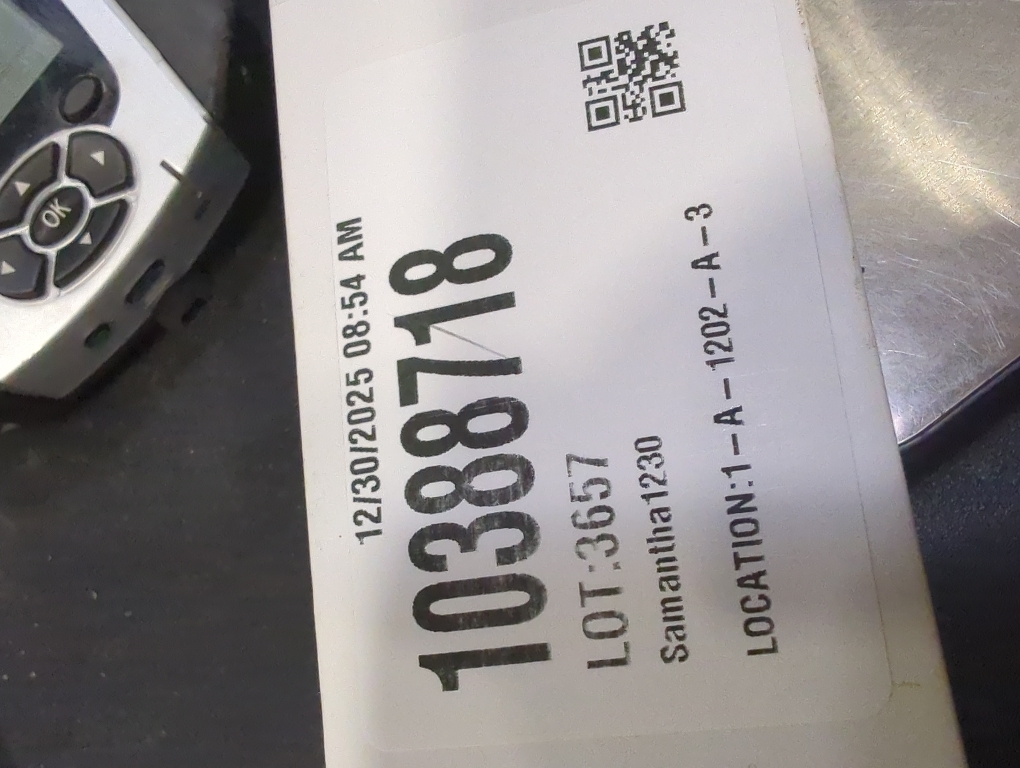 12/30/2025 08:54 AM
10388718
LOT:3657
Samantha1230
LOCATION:1-A-1202-A-3
OK